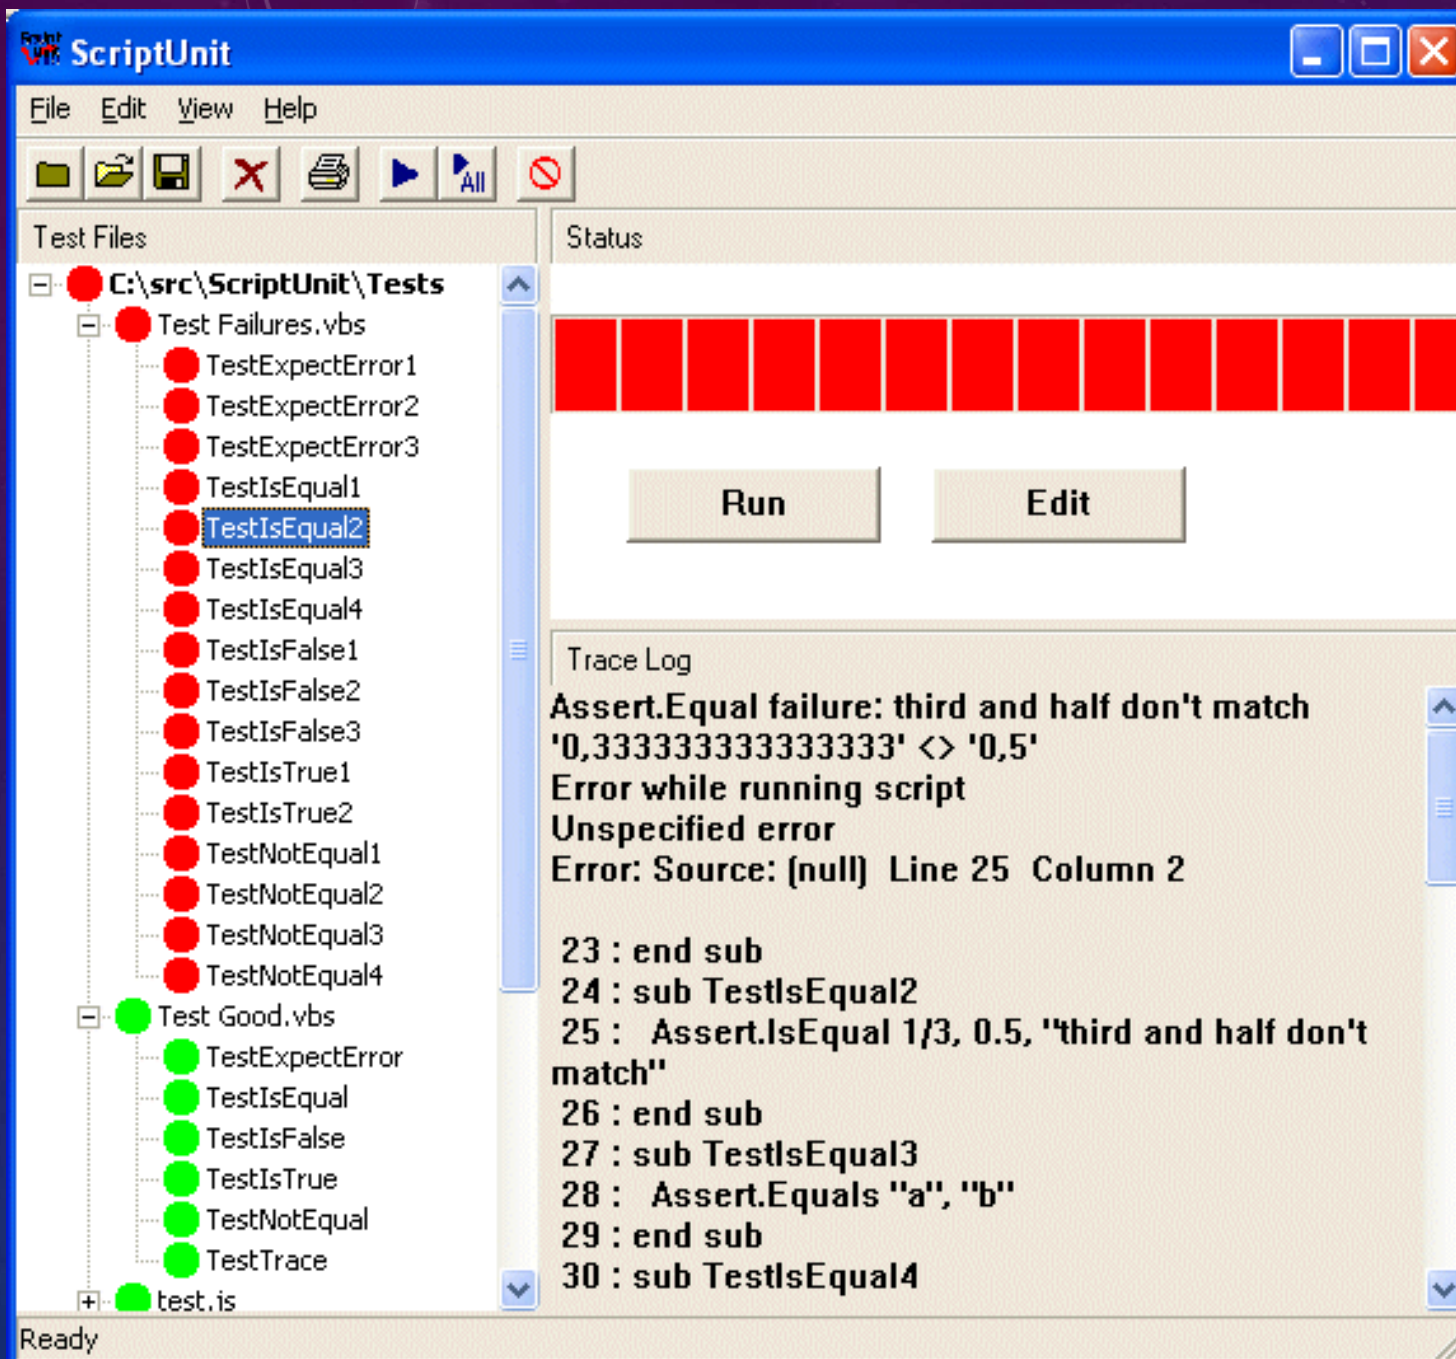 ScriptUnit
File Edit View Help
All
Test Files
C:\src\ScriptUnit\Tests
Test Failures.vbs
TestExpectError1
TestExpectError2
TestExpectError3
TestIsEqual1
TestIsEqual2
TestIsEqual3
TestIsEqual4
TestIsFalse1
TestIsFalse2
TestIsFalse3
TestIsTrue1
TestIsTrue2
TestNotEqual1
TestNotEqual2
TestNotEqual3
TestNotEqual4
Test Good.vbs
TestExpectError
TestIsEqual
TestIsFalse
TestIsTrue
TestNotEqual
TestTrace
test.js
Status
Run Edit
Trace Log
Assert.Equal failure: third and half don't match
'0,333333333333333' <> '0,5'
Error while running script
Unspecified error
Error: Source: (null) Line 25 Column 2
23 : end sub
24 : sub TestIsEqual2
25 : Assert.IsEqual 1/3, 0.5, "third and half don't
match"
26 : end sub
27 : sub TestIsEqual3
28 : Assert.Equals "a", "b"
29 : end sub
30 : sub TestIsEqual4
Ready